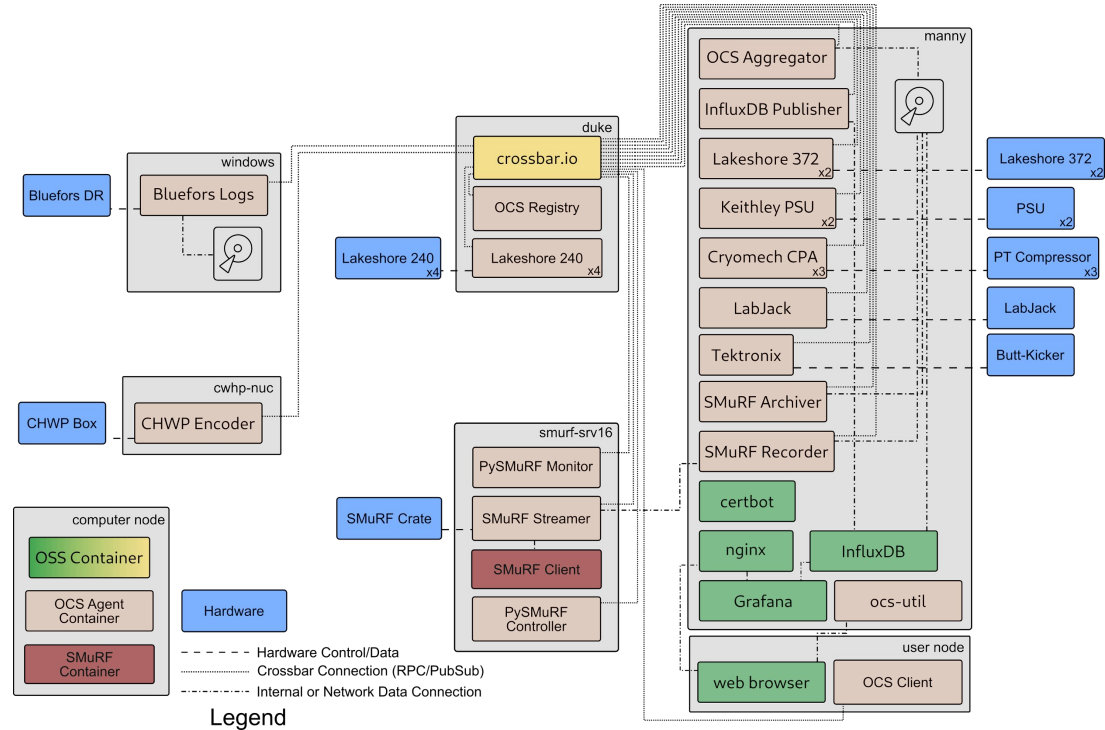 manny
OCS Aggregator
InfluxDB Publisher
Lakeshore 372
x2
Keithley PSU
x2
Cryomech CPA
x3
LabJack
Tektronix
SMuRF Archiver
SMuRF Recorder
certbot
nginx
InfluxDB
Grafana
ocs-util
Lakeshore 372
x2
PSU
x2
PT Compressor
x3
LabJack
Butt-Kicker
user node
web browser
OCS Client
duke
crossbar.io
OCS Registry
Lakeshore 240
x4
Lakeshore 240
x4
windows
Bluefors Logs
Bluefors DR
cwhp-nuc
CHWP Encoder
CHWP Box
smurf-srv16
PySMuRF Monitor
SMuRF Streamer
SMuRF Client
PySMuRF
Controller
SMuRF Crate
computer node
OSS Container
OCS Agent
Container
SMuRF
Container
Hardware
Hardware Control/Data
Crossbar Connection (RPC/PubSub)
Internal or Network Data Connection
Legend